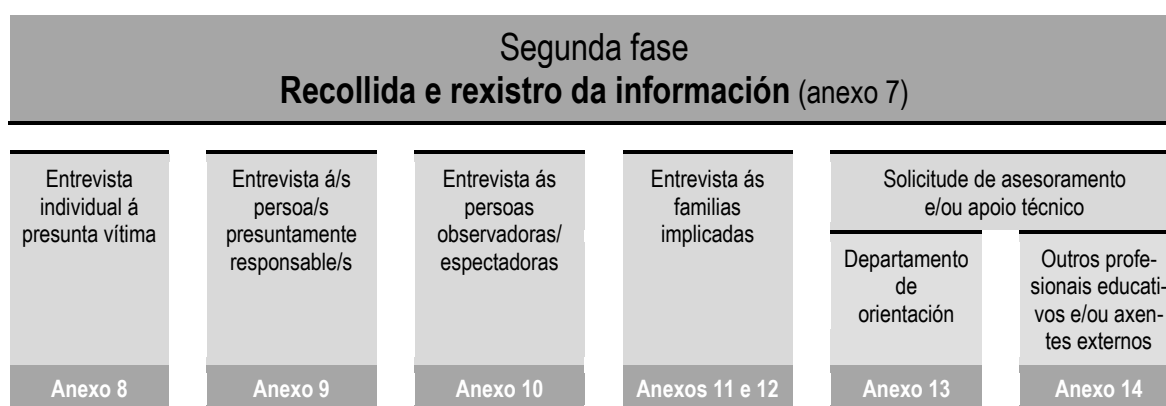 Segunda fase
Recollida e rexistro da información (anexo 7)
Entrevista
individual á
presunta vítima
Anexo 8
Entrevista á/s
persoa/s
presuntamente
responsable/s
Anexo 9
Entrevista ás
persoas
observadoras/
espectadoras
Anexo 10
Entrevista ás
familias
implicadas
Anexos 11 e 12
Solicitude de asesoramento
e/ou apoio técnico
Departamento
de
orientación
Anexo 13
Outros profe-
sionais educati-
vos e/ou axen-
tes externos
Anexo 14